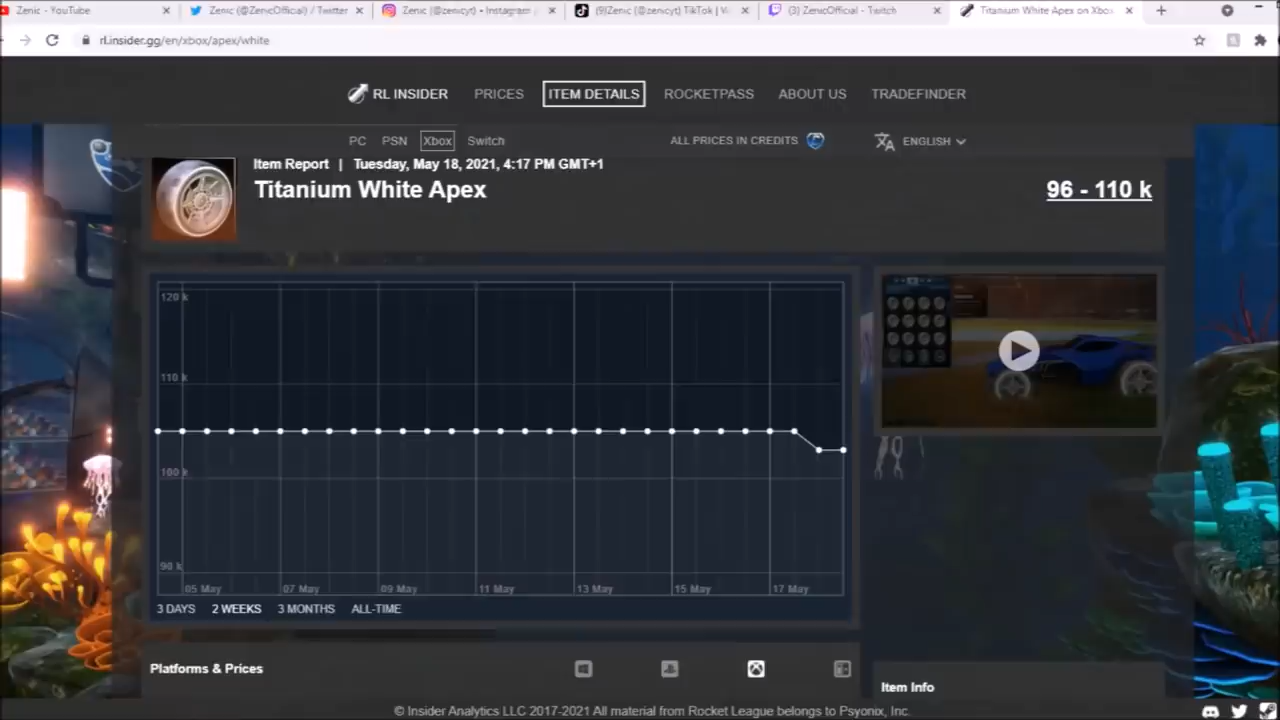 Zenic - YouTube
Zenic (@ZenicOfficial) / Twitter
Zenic (@zenicyt) • Instagram
(9)Zenic (@zenicyt) TikTok |
(3) ZenicOfficial - Twitch
Titanium White Apex on Xbox
rl.insider.gg/en/xbox/apex/white
RL INSIDER
PRICES
ITEM DETAILS
ROCKETPASS
ABOUT US
TRADEFINDER
PC
PSN
Xbox
Switch
ALL PRICES IN CREDITS
ENGLISH
Item Report | Tuesday, May 18, 2021, 4:17 PM GMT+1
Titanium White Apex
96 - 110 k
120 k
110 k
100 k
90 k
05 May
07 May
09 May
11 May
13 May
15 May
17 May
3 DAYS
2 WEEKS
3 MONTHS
ALL-TIME
Platforms & Prices
Item Info
© Insider Analytics LLC 2017-2021 All material from Rocket League belongs to Psyonix, Inc.